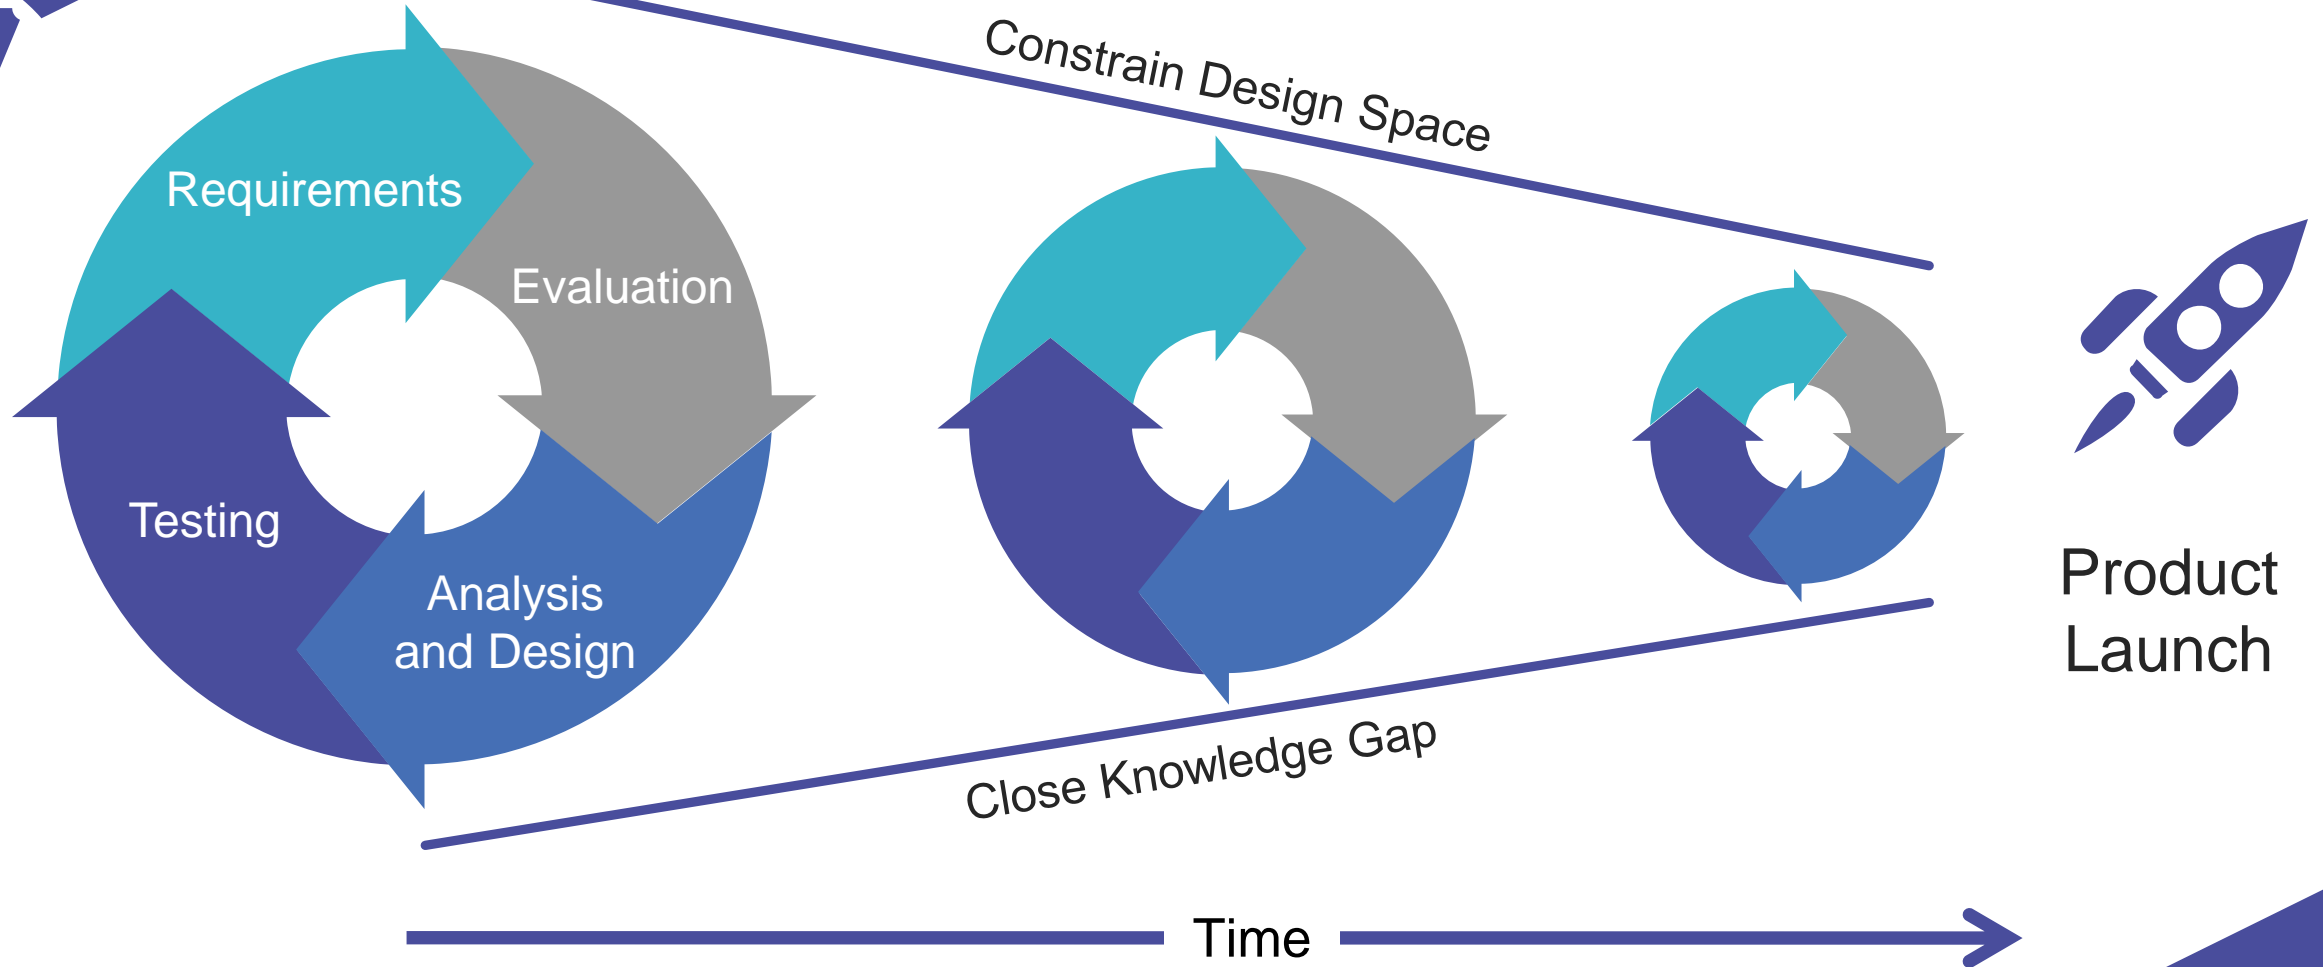 Constrain Design Space
Requirements
Evaluation
Testing
Analysis
and Design
Product
Launch
Close Knowledge Gap
Time